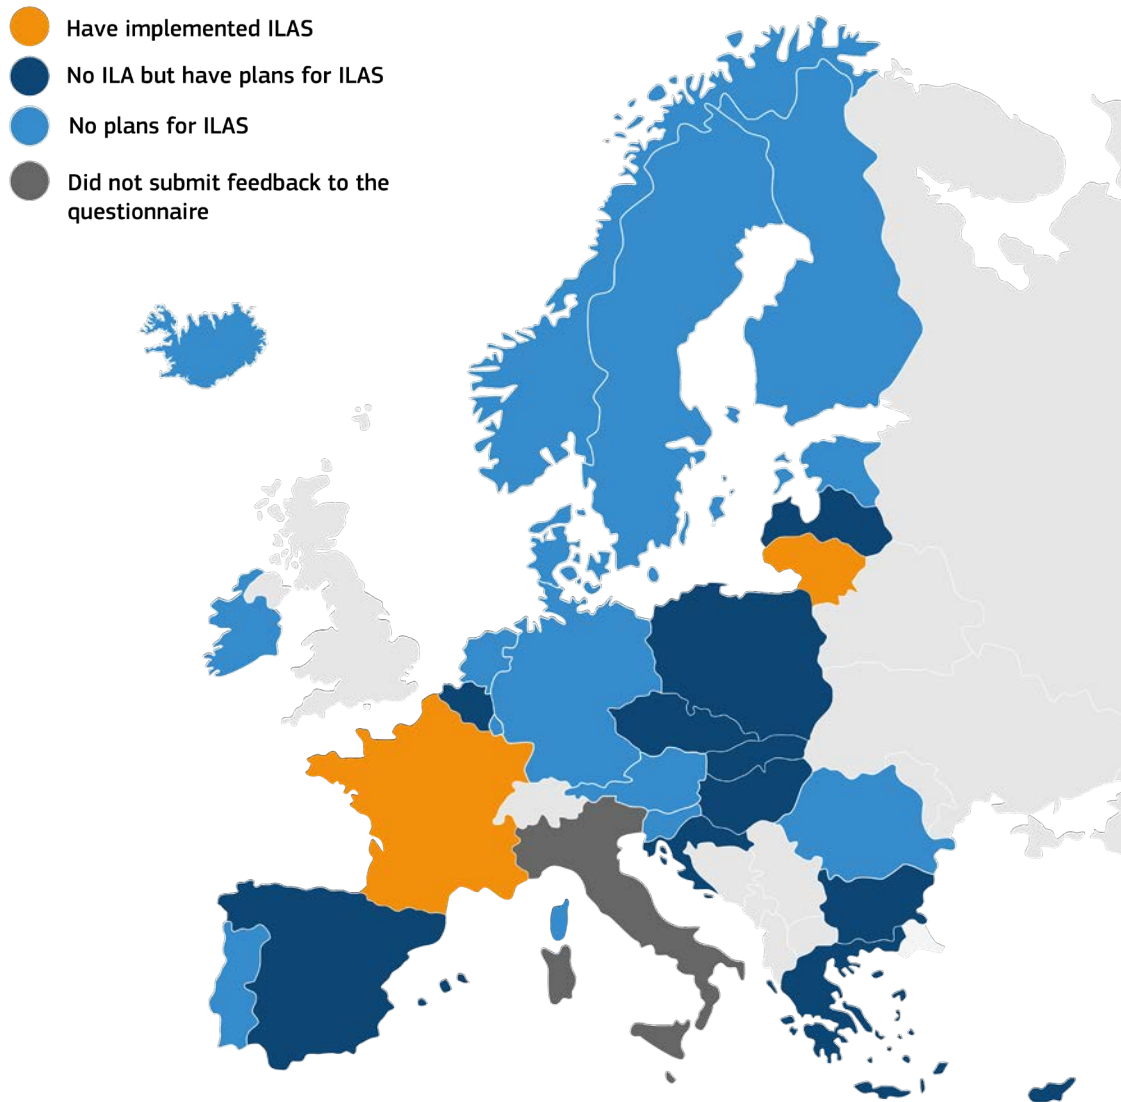 Have implemented ILAS
No ILA but have plans for ILAS
No plans for ILAS
Did not submit feedback to the
questionnaire